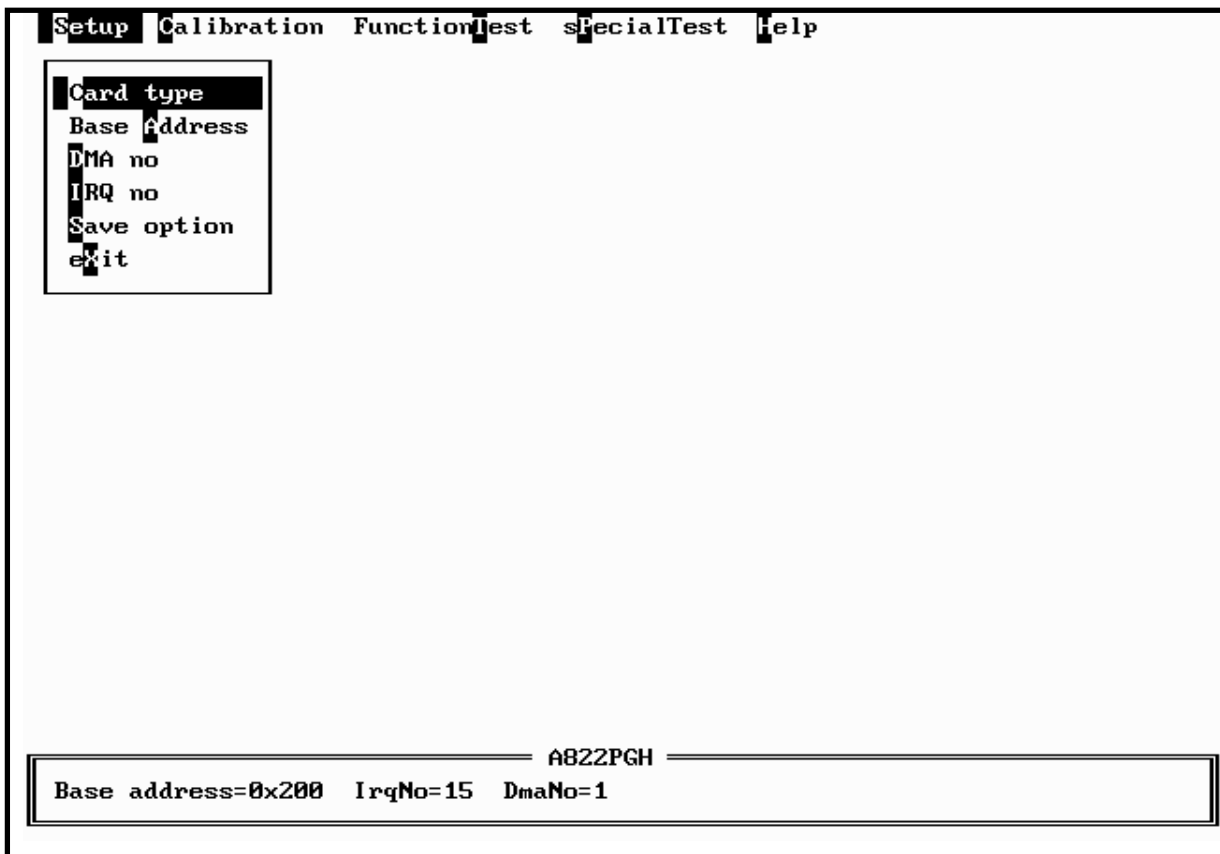 Setup Calibration FunctionTest sPecialTest Help
Card type
Base Address
DMA no
IRQ no
Save option
eXit
A822PGH
Base address=0x200 IrqNo=15 DmaNo=1